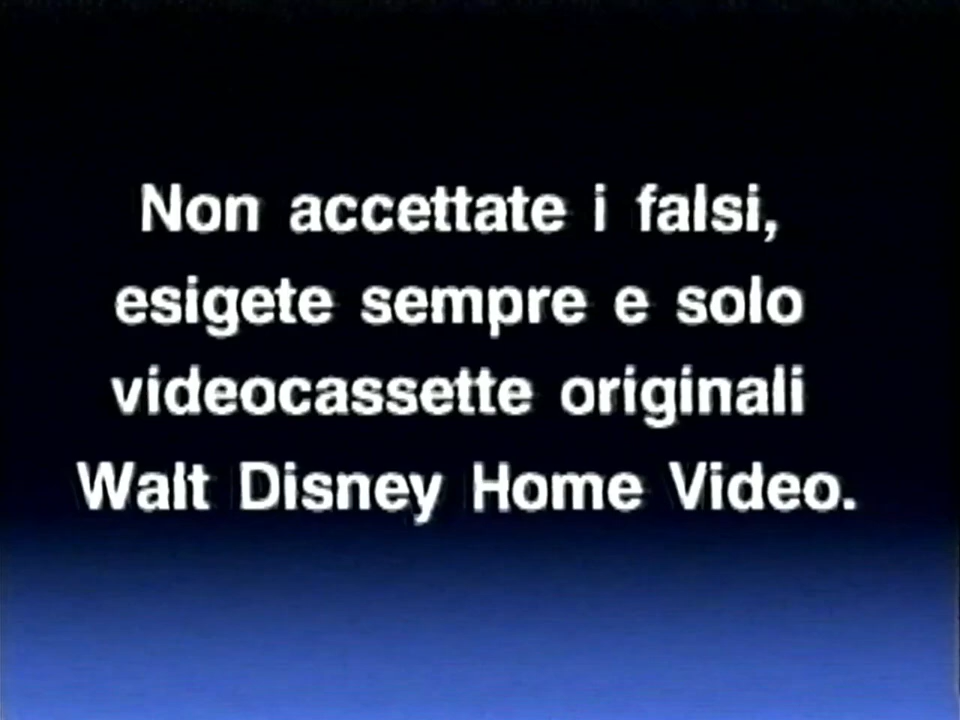 Non accettate i falsi,
esigete sempre e solo
videocassette originali
Walt Disney Home Video.